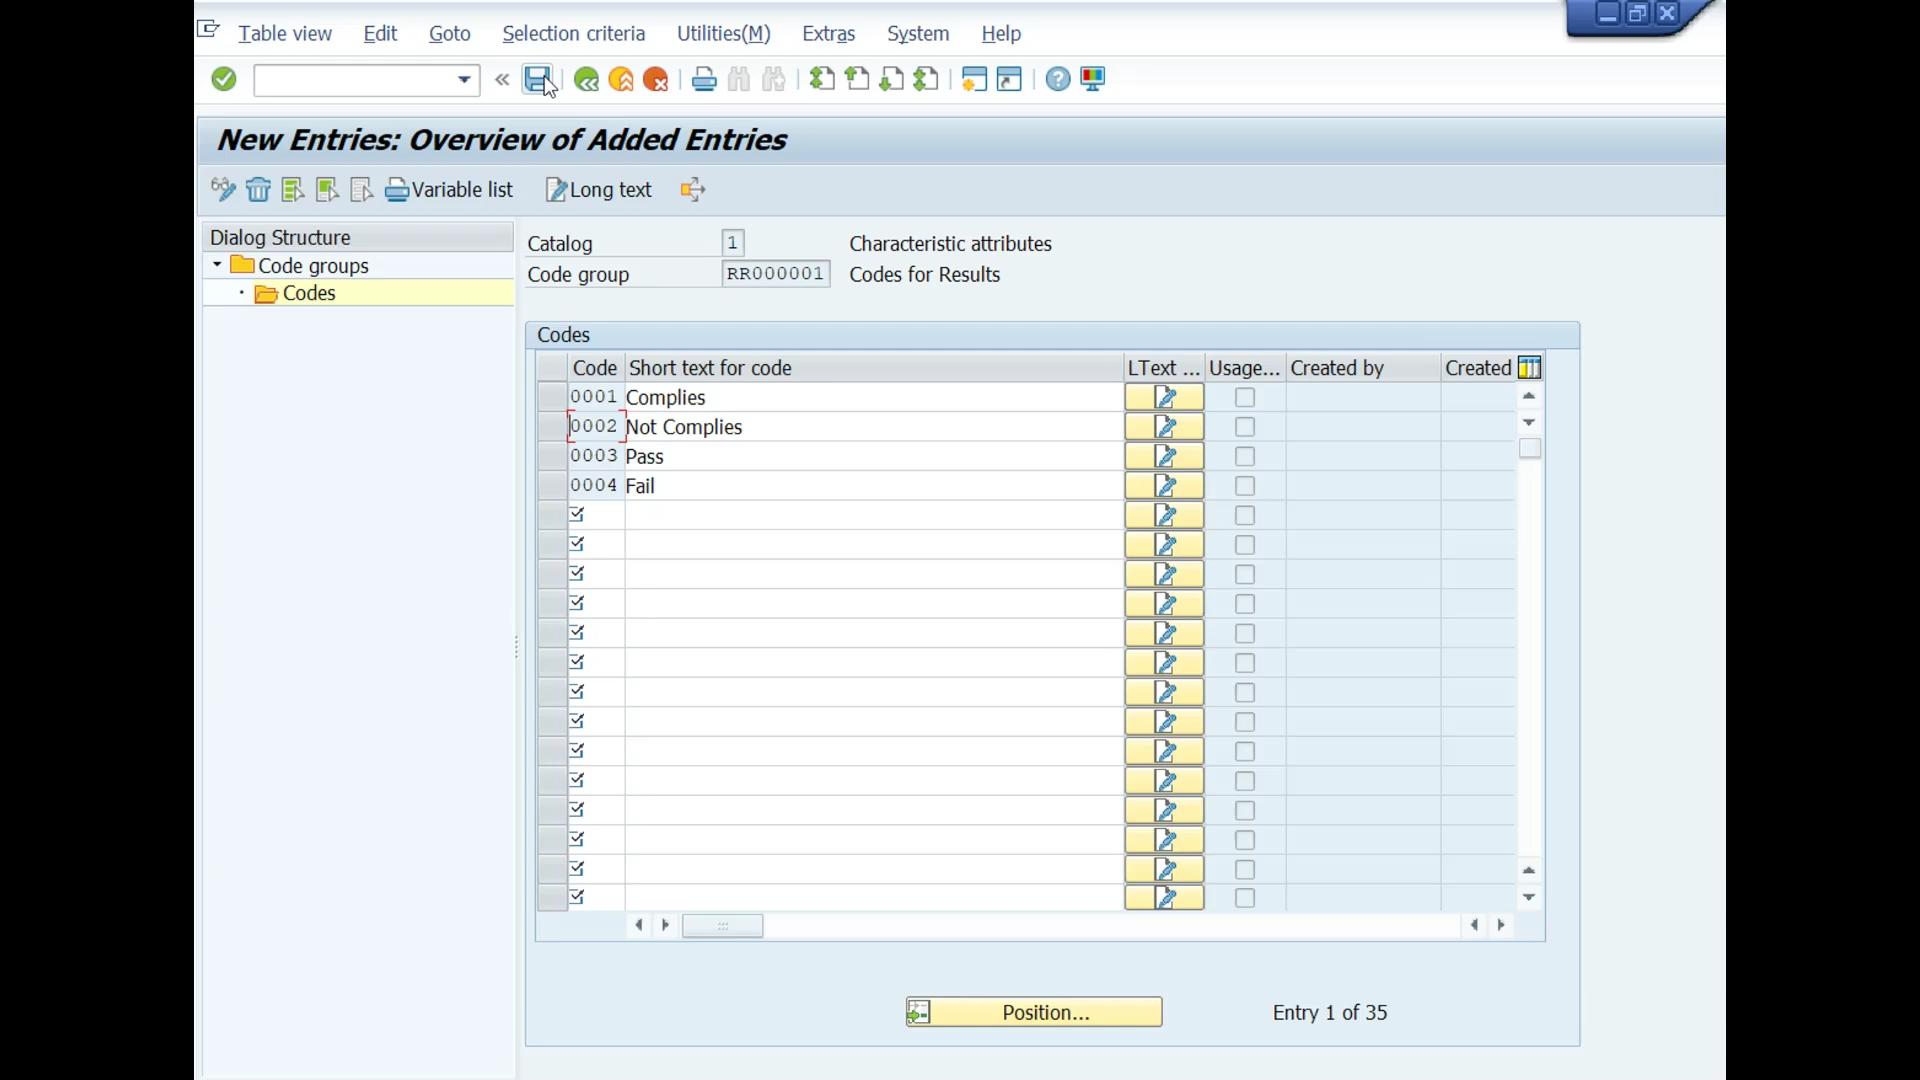 Table view Edit Goto Selection criteria Utilities(M) Extras System Help
New Entries: Overview of Added Entries
Variable list Long text
Dialog Structure
Code groups
Codes
Catalog 1 Characteristic attributes
Code group RR000001 Codes for Results
Codes
Code Short text for code LText ... Usage... Created by Created
0001 Complies
0002 Not Complies
0003 Pass
0004 Fail
Position... Entry 1 of 35